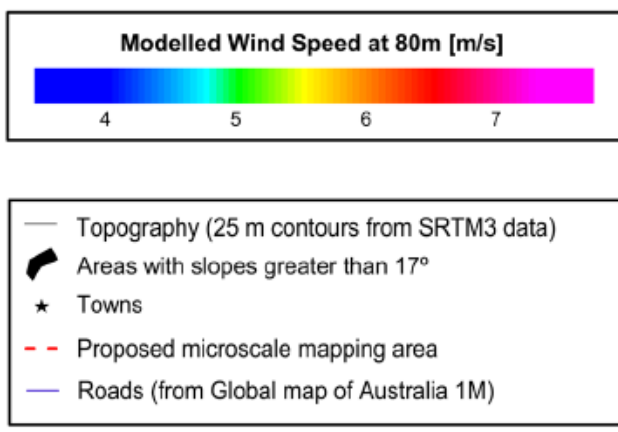 Modelled Wind Speed at 80m [m/s]
4 5 6 7
Topography (25 m contours from SRTM3 data)
Areas with slopes greater than 17º
Towns
Proposed microscale mapping area
Roads (from Global map of Australia 1M)